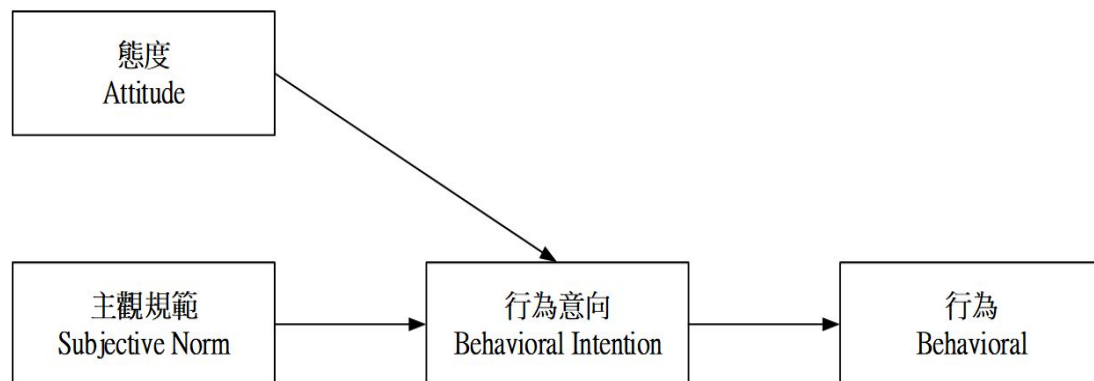 態度
Attitude
主觀規範
Subjective Norm
行為意向
Behavioral Intention
行為
Behavioral